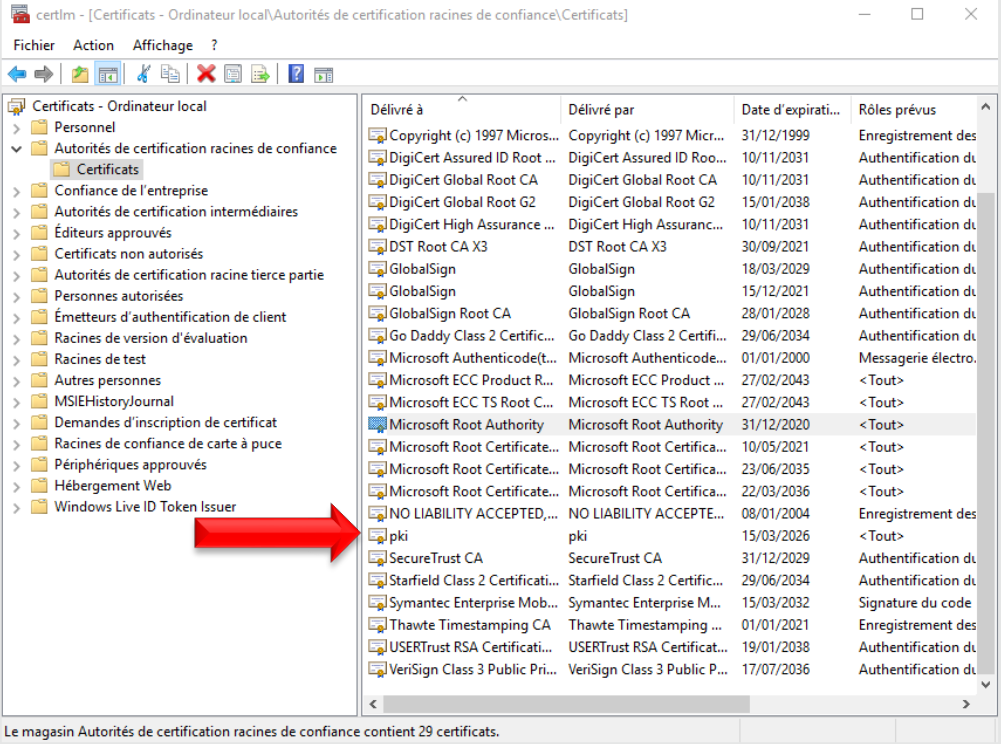 certlm - [Certificats - Ordinateur local\Autorités de certification racines de confiance\Certificats]
Fichier Action Affichage ?
Certificats - Ordinateur local
Personnel
Autorités de certification racines de confiance
Certificats
Confiance de l'entreprise
Autorités de certification intermédiaires
Éditeurs approuvés
Certificats non autorisés
Autorités de certification racine tierce partie
Personnes autorisées
Émetteurs d'authentification de client
Racines de version d'évaluation
Racines de test
Autres personnes
MSIEHistoryJournal
Demandes d'inscription de certificat
Racines de confiance de carte à puce
Périphériques approuvés
Hébergement Web
Windows Live ID Token Issuer
Délivré à Délivré par Date d'expirati... Rôles prévus
Copyright (c) 1997 Micros... Copyright (c) 1997 Micr... 31/12/1999 Enregistrement des
DigiCert Assured ID Root ... DigiCert Assured ID Roo... 10/11/2031 Authentification du
DigiCert Global Root CA DigiCert Global Root CA 10/11/2031 Authentification du
DigiCert Global Root G2 DigiCert Global Root G2 15/01/2038 Authentification du
DigiCert High Assurance ... DigiCert High Assuranc... 10/11/2031 Authentification du
DST Root CA X3 DST Root CA X3 30/09/2021 Authentification du
GlobalSign GlobalSign 18/03/2029 Authentification du
GlobalSign GlobalSign 15/12/2021 Authentification du
GlobalSign Root CA GlobalSign Root CA 28/01/2028 Authentification du
Go Daddy Class 2 Certific... Go Daddy Class 2 Certifi... 29/06/2034 Authentification du
Microsoft Authenticode(t... Microsoft Authenticode... 01/01/2000 Messagerie électro.
Microsoft ECC Product R... Microsoft ECC Product ... 27/02/2043 <Tout>
Microsoft ECC TS Root C... Microsoft ECC TS Root ... 27/02/2043 <Tout>
Microsoft Root Authority Microsoft Root Authority 31/12/2020 <Tout>
Microsoft Root Certificate... Microsoft Root Certifica... 10/05/2021 <Tout>
Microsoft Root Certificate... Microsoft Root Certifica... 23/06/2035 <Tout>
Microsoft Root Certificate... Microsoft Root Certifica... 22/03/2036 <Tout>
NO LIABILITY ACCEPTED,... NO LIABILITY ACCEPTE... 08/01/2004 Enregistrement des
pki pki 15/03/2026 <Tout>
SecureTrust CA SecureTrust CA 31/12/2029 Authentification du
Starfield Class 2 Certificati... Starfield Class 2 Certific... 29/06/2034 Authentification du
Symantec Enterprise Mob... Symantec Enterprise M... 15/03/2032 Signature du code
Thawte Timestamping CA Thawte Timestamping ... 01/01/2021 Enregistrement des
USERTrust RSA Certificati... USERTrust RSA Certificat... 19/01/2038 Authentification du
VeriSign Class 3 Public Pri... VeriSign Class 3 Public P... 17/07/2036 Authentification du
Le magasin Autorités de certification racines de confiance contient 29 certificats.